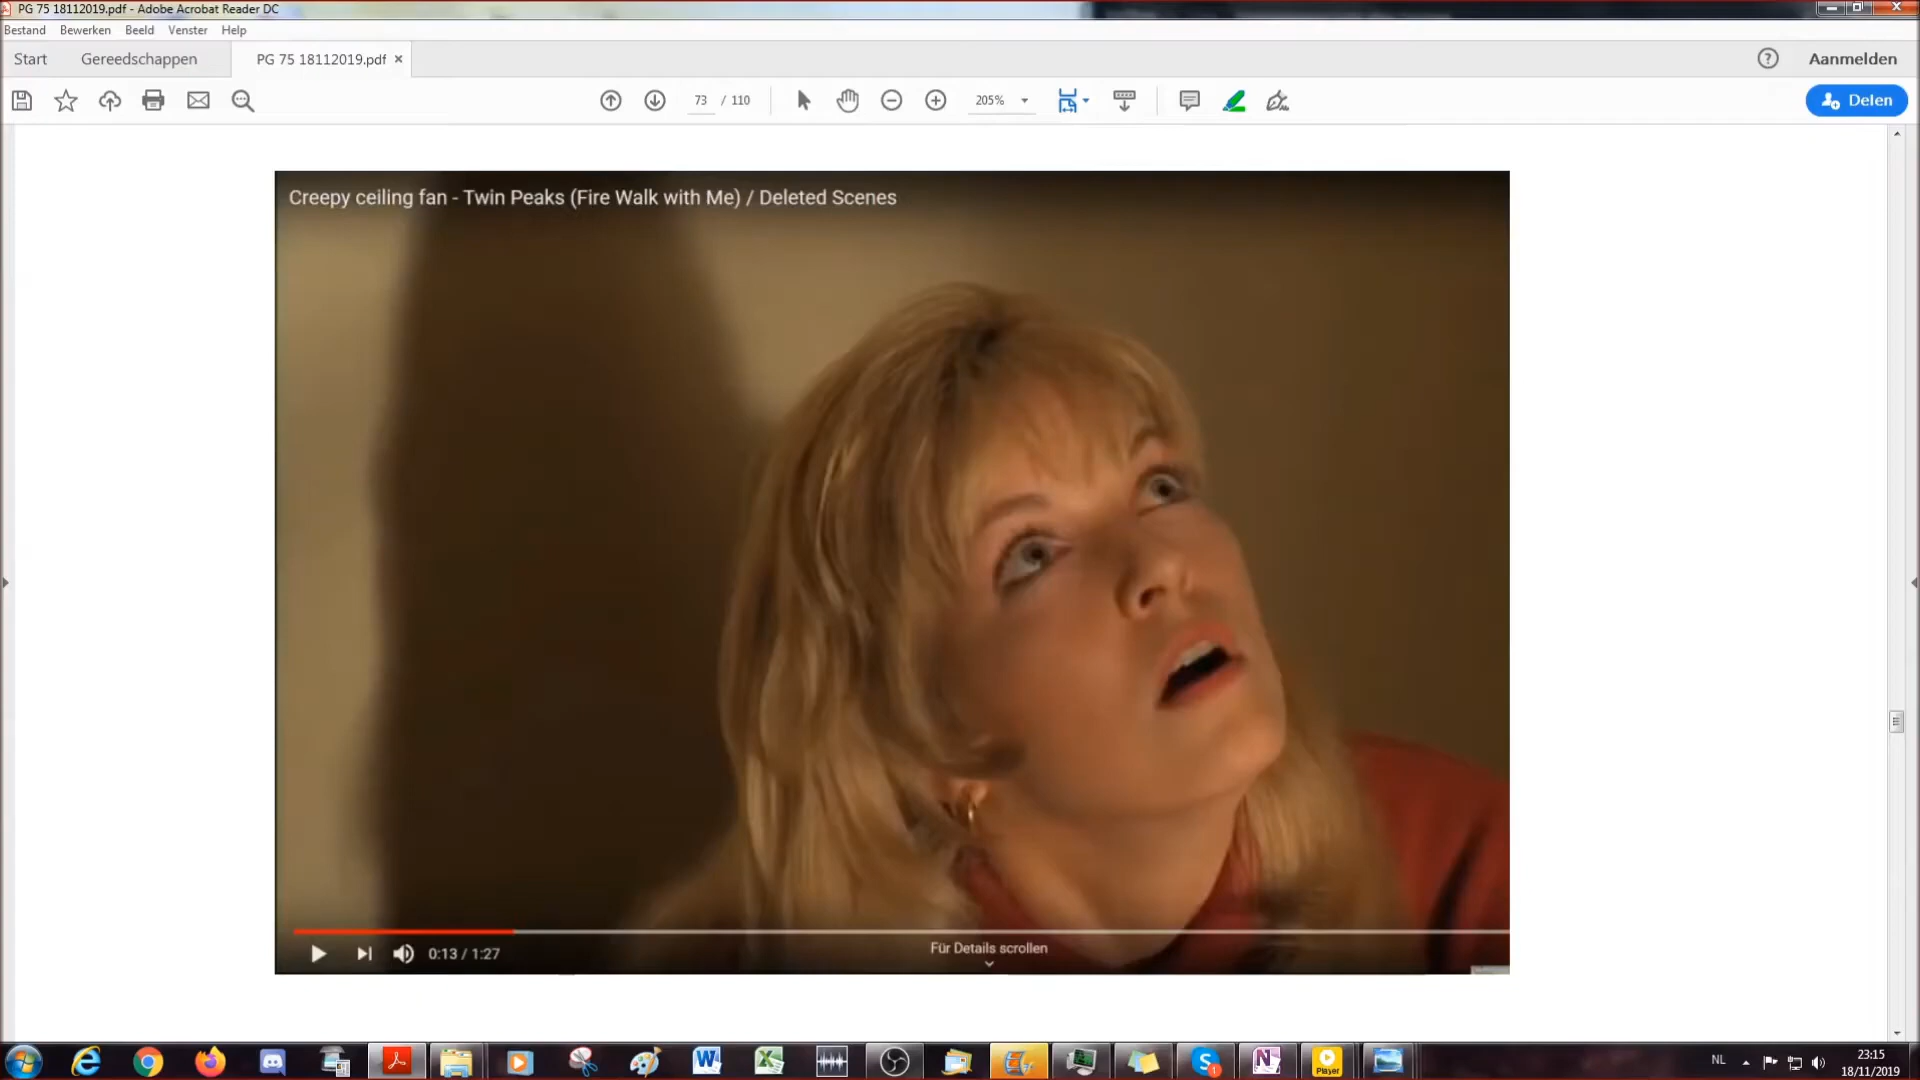 PG 75 18112019.pdf - Adobe Acrobat Reader DC
Bestand Bewerken Beeld Venster Help
Start Gereedschappen PG 75 18112019.pdf Aanmelden
73 / 110 205% Delen
Creepy ceiling fan - Twin Peaks (Fire Walk with Me) / Deleted Scenes
Für Details scrollen
0:13 / 1:27
NL 23:15
18/11/2019
Player